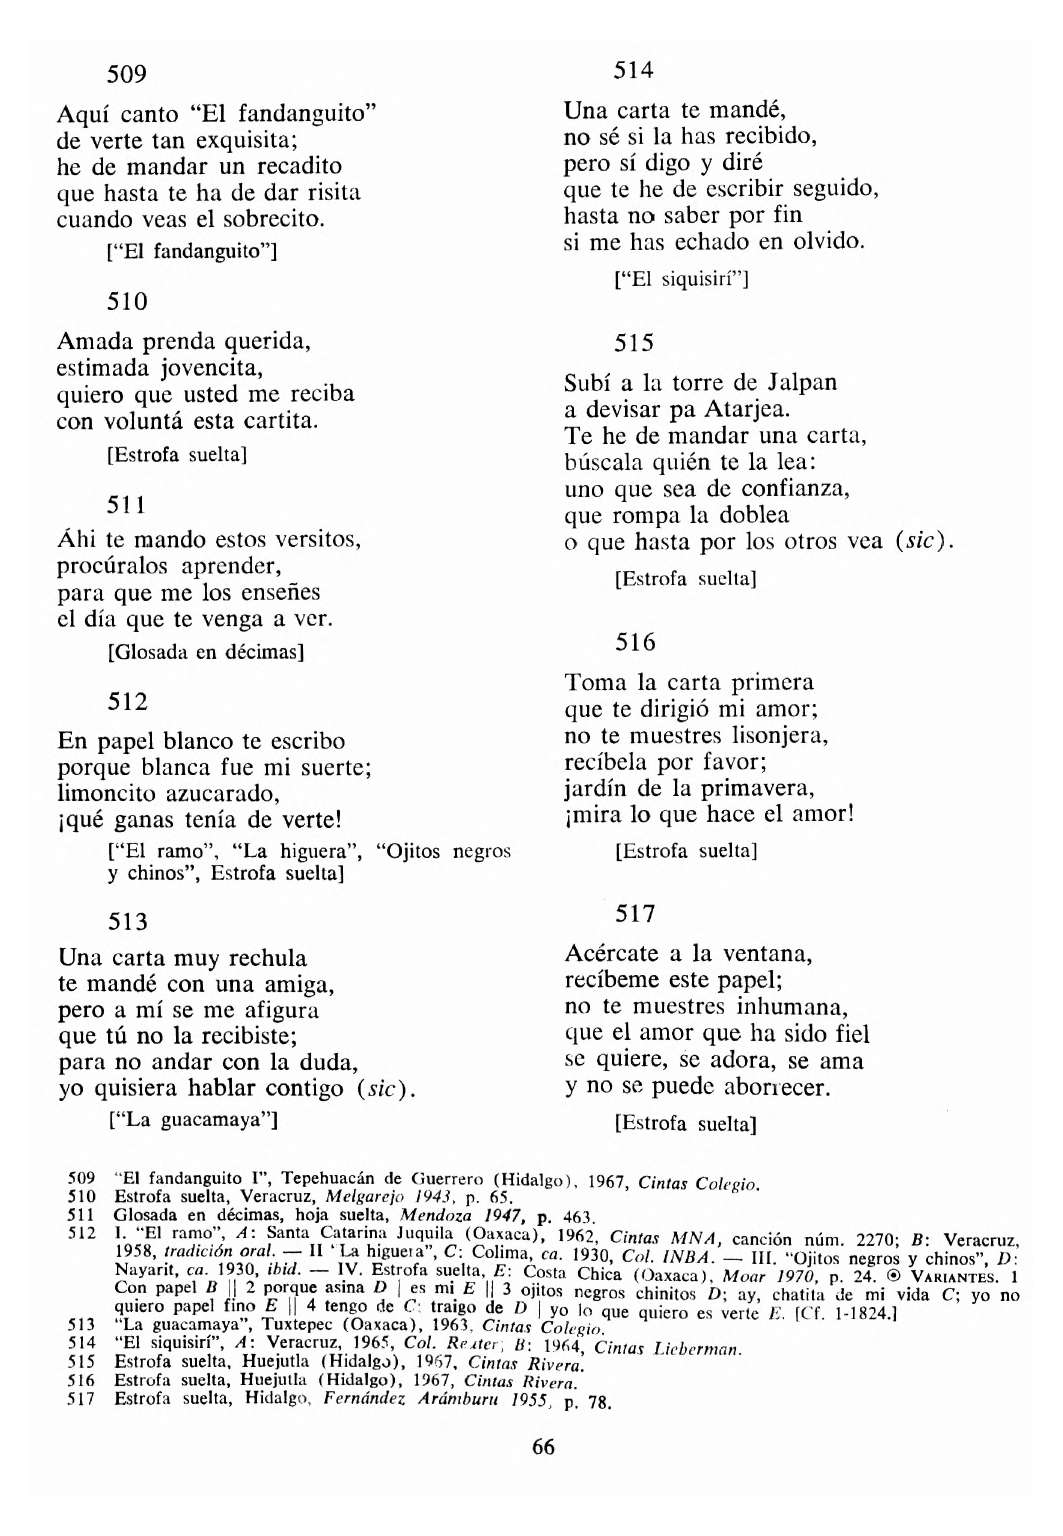 509
Aquí canto “El fandanguito”
de verte tan exquisita;
he de mandar un recadito
que hasta te ha de dar risita
cuando veas el sobrecito.
[“El fandanguito”]
510
Amada prenda querida,
estimada jovencita,
quiero que usted me reciba
con voluntá esta cartita.
[Estrofa suelta]
511
Áhi te mando estos versitos,
procúralos aprender,
para que me los enseñes
el día que te venga a ver.
[Glosada en décimas]
512
En papel blanco te escribo
porque blanca fue mi suerte;
limoncito azucarado,
¡qué ganas tenía de verte!
[“El ramo”, “La higuera”, “Ojitos negros
y chinos”, Estrofa suelta]
513
Una carta muy rechula
te mandé con una amiga,
pero a mí se me afigura
que tú no la recibiste;
para no andar con la duda,
yo quisiera hablar contigo (sic).
[“La guacamaya”]
514
Una carta te mandé,
no sé si la has recibido,
pero sí digo y diré
que te he de escribir seguido,
hasta no saber por fin
si me has echado en olvido.
[“El siquisirí”]
515
Subí a la torre de Jalpan
a devisar pa Atarjea.
Te he de mandar una carta,
búscala quién te la lea:
uno que sea de confianza,
que rompa la doblea
o que hasta por los otros vea (sic).
[Estrofa suelta]
516
Toma la carta primera
que te dirigió mi amor;
no te muestres lisonjera,
recíbela por favor;
jardín de la primavera,
¡mira lo que hace el amor!
[Estrofa suelta]
517
Acércate a la ventana,
recíbeme este papel;
no te muestres inhumana,
que el amor que ha sido fiel
se quiere, se adora, se ama
y no se puede aborrecer.
[Estrofa suelta]
509 “El fandanguito I”, Tepehuacán de Guerrero (Hidalgo), 1967, Cintas Colegio.
510 Estrofa suelta, Veracruz, Melgarejo 1943, p. 65.
511 Glosada en décimas, hoja suelta, Mendoza 1947, p. 463.
512 I. “El ramo”, A: Santa Catarina Juquila (Oaxaca), 1962, Cintas MNA, canción núm. 2270; B: Veracruz,
1958, tradición oral. — II “La higuera”, C: Colima, ca. 1930, Col. INBA. — III. “Ojitos negros y chinos”, D:
Nayarit, ca. 1930, ibid. — IV. Estrofa suelta, E: Costa Chica (Oaxaca), Moar 1970, p. 24. ⊙ VARIANTES. 1
Con papel B || 2 porque asina D | es mi E || 3 ojitos negros chinitos D; ay, chatita de mi vida C; yo no
quiero papel fino E || 4 tengo de C: traigo de D | yo lo que quiero es verte E. [Cf. 1-1824.]
513 “La guacamaya”, Tuxtepec (Oaxaca), 1963, Cintas Colegio.
514 “El siquisirí”, A: Veracruz, 1965, Col. Reuter; B: 1964, Cintas Lieberman.
515 Estrofa suelta, Huejutla (Hidalgo), 1967, Cintas Rivera.
516 Estrofa suelta, Huejutla (Hidalgo), 1967, Cintas Rivera.
517 Estrofa suelta, Hidalgo, Fernández Arámburu 1955, p. 78.
66